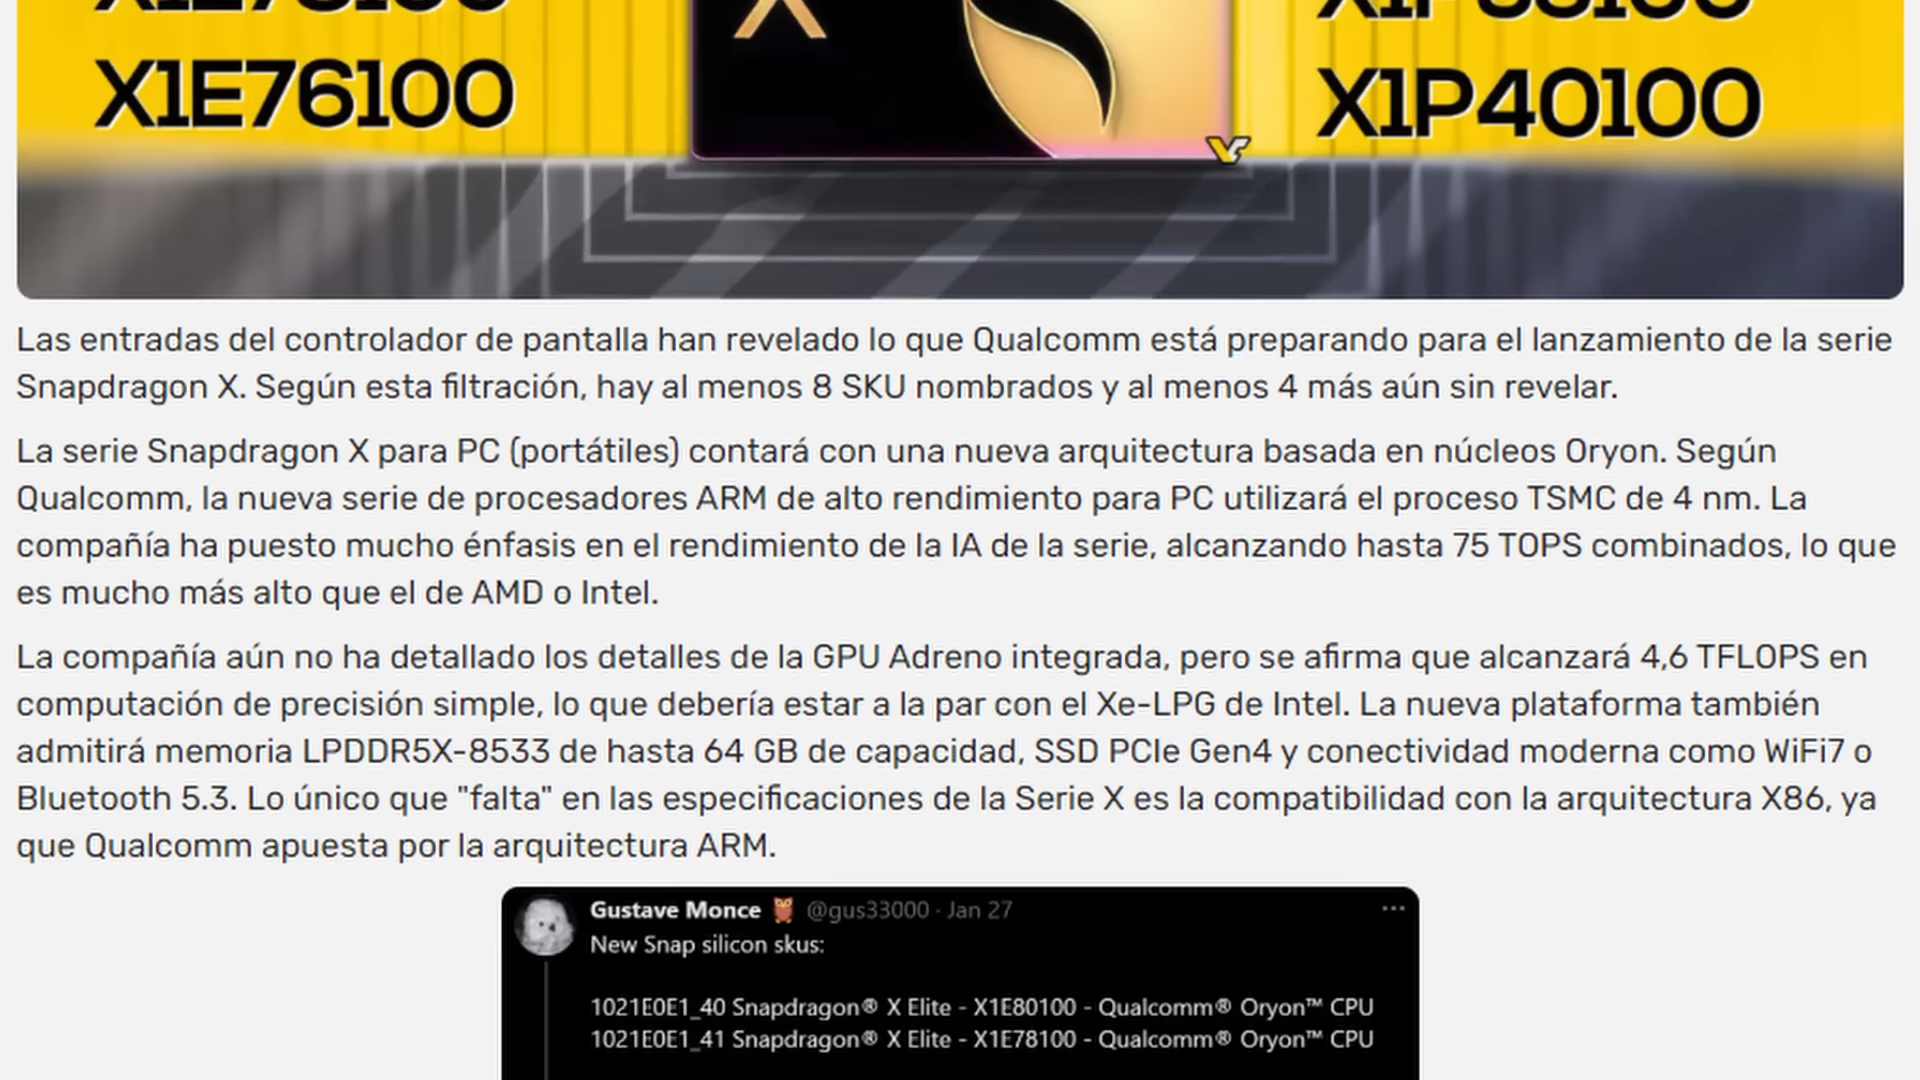 X1E76100
X1P40100
Las entradas del controlador de pantalla han revelado lo que Qualcomm está preparando para el lanzamiento de la serie
Snapdragon X. Según esta filtración, hay al menos 8 SKU nombrados y al menos 4 más aún sin revelar.
La serie Snapdragon X para PC (portátiles) contará con una nueva arquitectura basada en núcleos Oryon. Según
Qualcomm, la nueva serie de procesadores ARM de alto rendimiento para PC utilizará el proceso TSMC de 4 nm. La
compañía ha puesto mucho énfasis en el rendimiento de la IA de la serie, alcanzando hasta 75 TOPS combinados, lo que
es mucho más alto que el de AMD o Intel.
La compañía aún no ha detallado los detalles de la GPU Adreno integrada, pero se afirma que alcanzará 4,6 TFLOPS en
computación de precisión simple, lo que debería estar a la par con el Xe-LPG de Intel. La nueva plataforma también
admitirá memoria LPDDR5X-8533 de hasta 64 GB de capacidad, SSD PCIe Gen4 y conectividad moderna como WiFi7 o
Bluetooth 5.3. Lo único que "falta" en las especificaciones de la Serie X es la compatibilidad con la arquitectura X86, ya
que Qualcomm apuesta por la arquitectura ARM.
Gustave Monce @gus33000 · Jan 27
New Snap silicon skus:
1021E0E1_40 Snapdragon® X Elite - X1E80100 - Qualcomm® Oryon™ CPU
1021E0E1_41 Snapdragon® X Elite - X1E78100 - Qualcomm® Oryon™ CPU